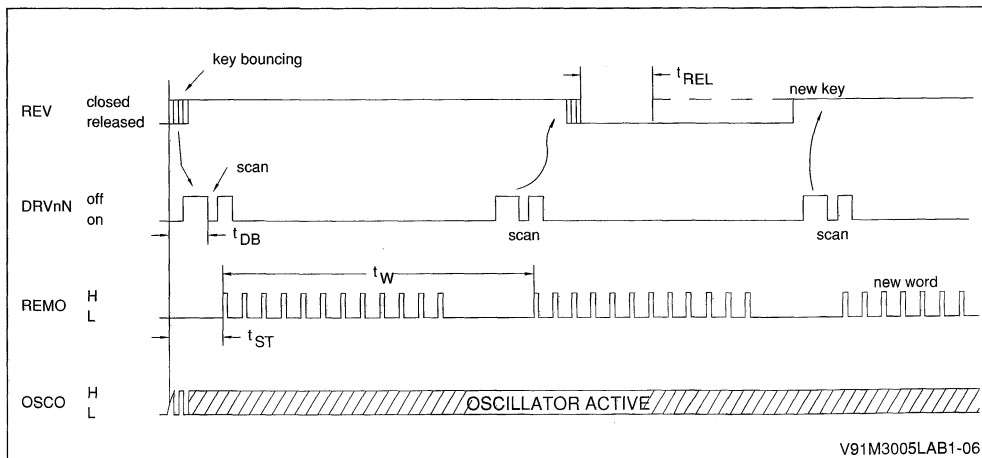 key bouncing
tREL
REV
closed
released
new key
scan
DRVnN
off
on
tDB
scan
scan
tW
REMO
H
L
new word
tST
OSCO
H
L
OSCILLATOR ACTIVE
V91M3005LAB1-06